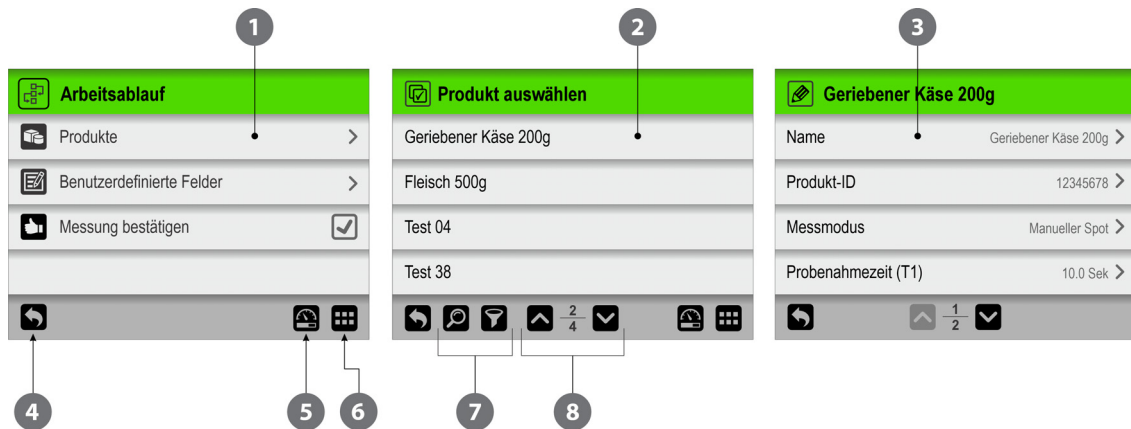 1
2
3
Arbeitsablauf
Produkte
Benutzerdefinierte Felder
Messung bestätigen
Produkt auswählen
Geriebener Käse 200g
Fleisch 500g
Test 04
Test 38
2
4
Geriebener Käse 200g
Name Geriebener Käse 200g
Produkt-ID 12345678
Messmodus Manueller Spot
Probenahmezeit (T1) 10.0 Sek
1
2
4
5
6
7
8